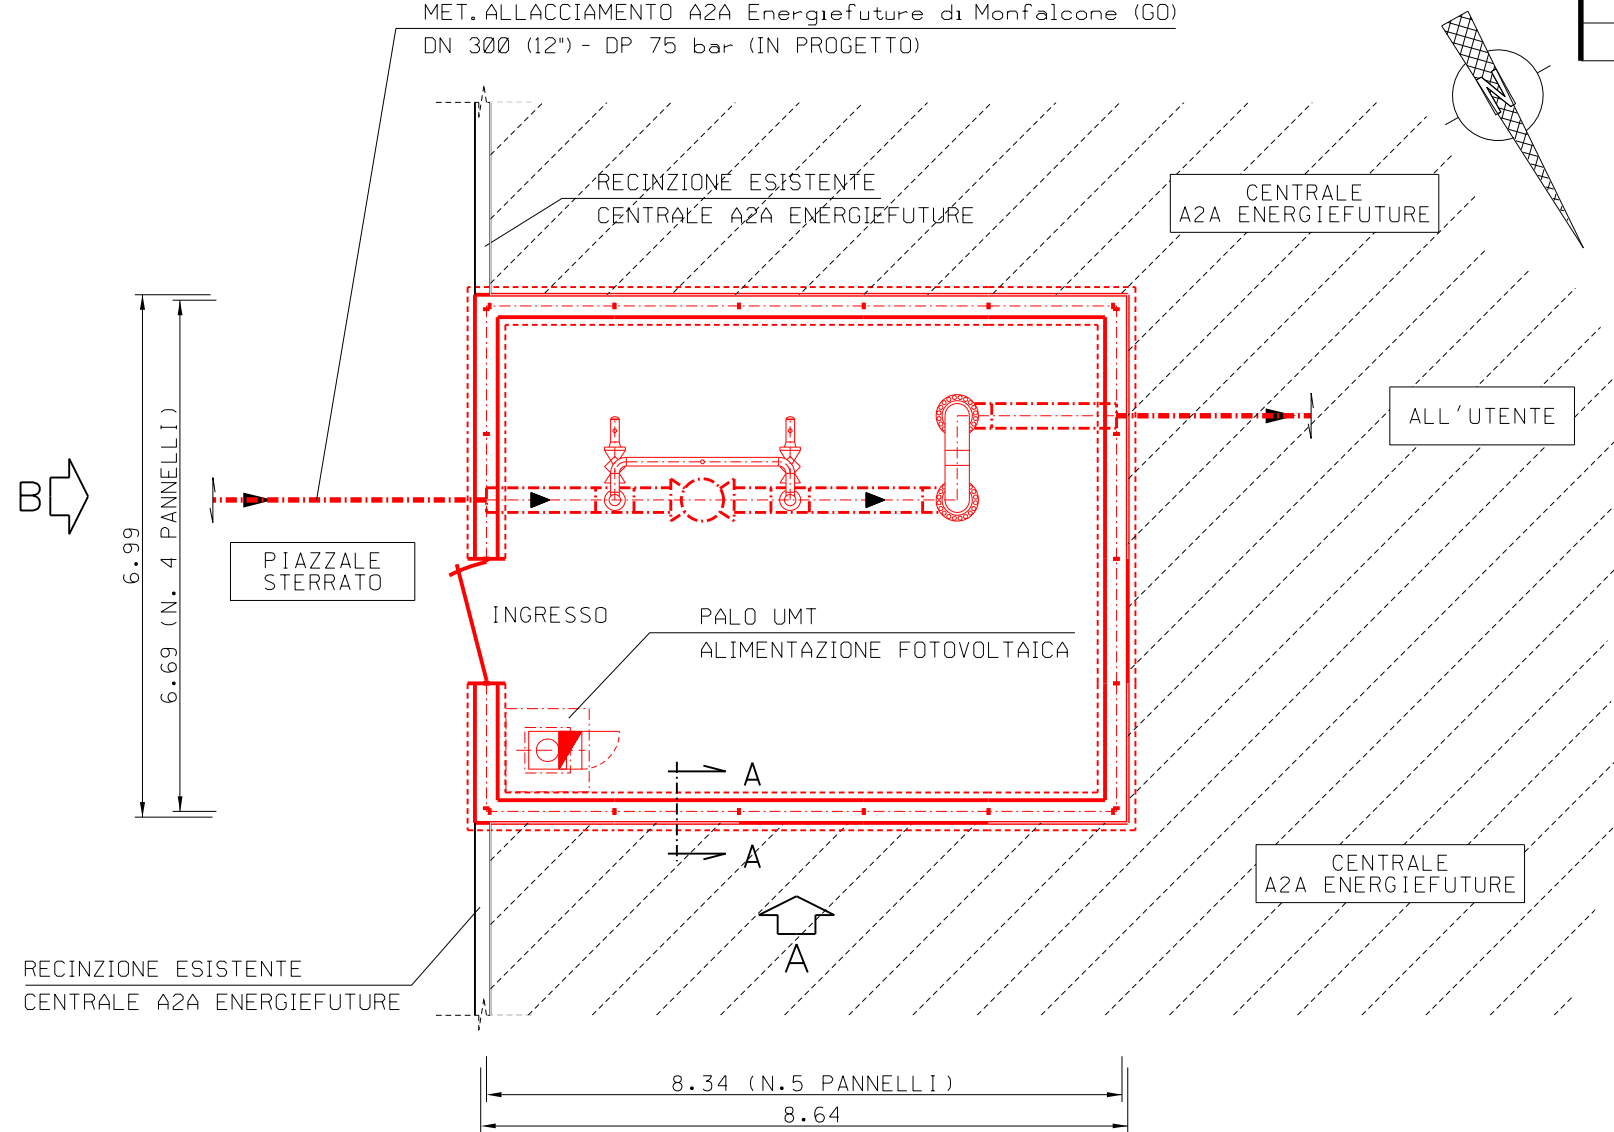 MET. ALLACCIAMENTO A2A Energiefuture di Monfalcone (GO)
DN 300 (12") - DP 75 bar (IN PROGETTO)
N
RECINZIONE ESISTENTE
CENTRALE A2A ENERGIEFUTURE
CENTRALE
A2A ENERGIEFUTURE
ALL'UTENTE
B
6.99
6.69 (N. 4 PANNELLI)
PIAZZALE
STERRATO
INGRESSO
PALO UMT
ALIMENTAZIONE FOTOVOLTAICA
A
A
CENTRALE
A2A ENERGIEFUTURE
A
RECINZIONE ESISTENTE
CENTRALE A2A ENERGIEFUTURE
8.34 (N.5 PANNELLI)
8.64